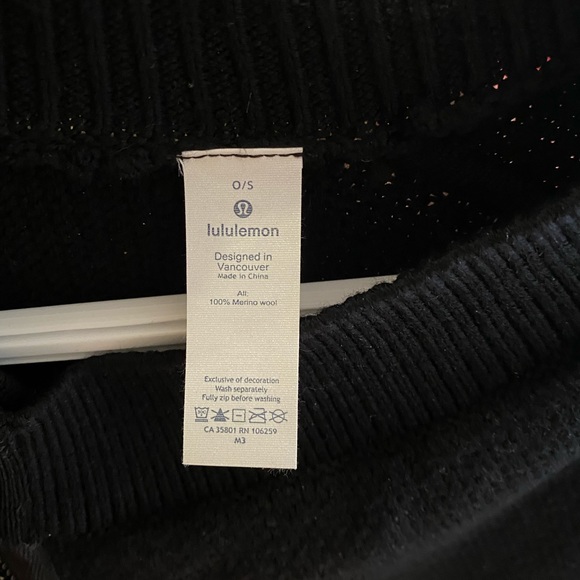 O/S
lululemon
Designed in
Vancouver
Made in China
All:
100% Merino wool
Exclusive of decoration
Wash separately
Fully zip before washing
CA 35801 RN 106259
M3